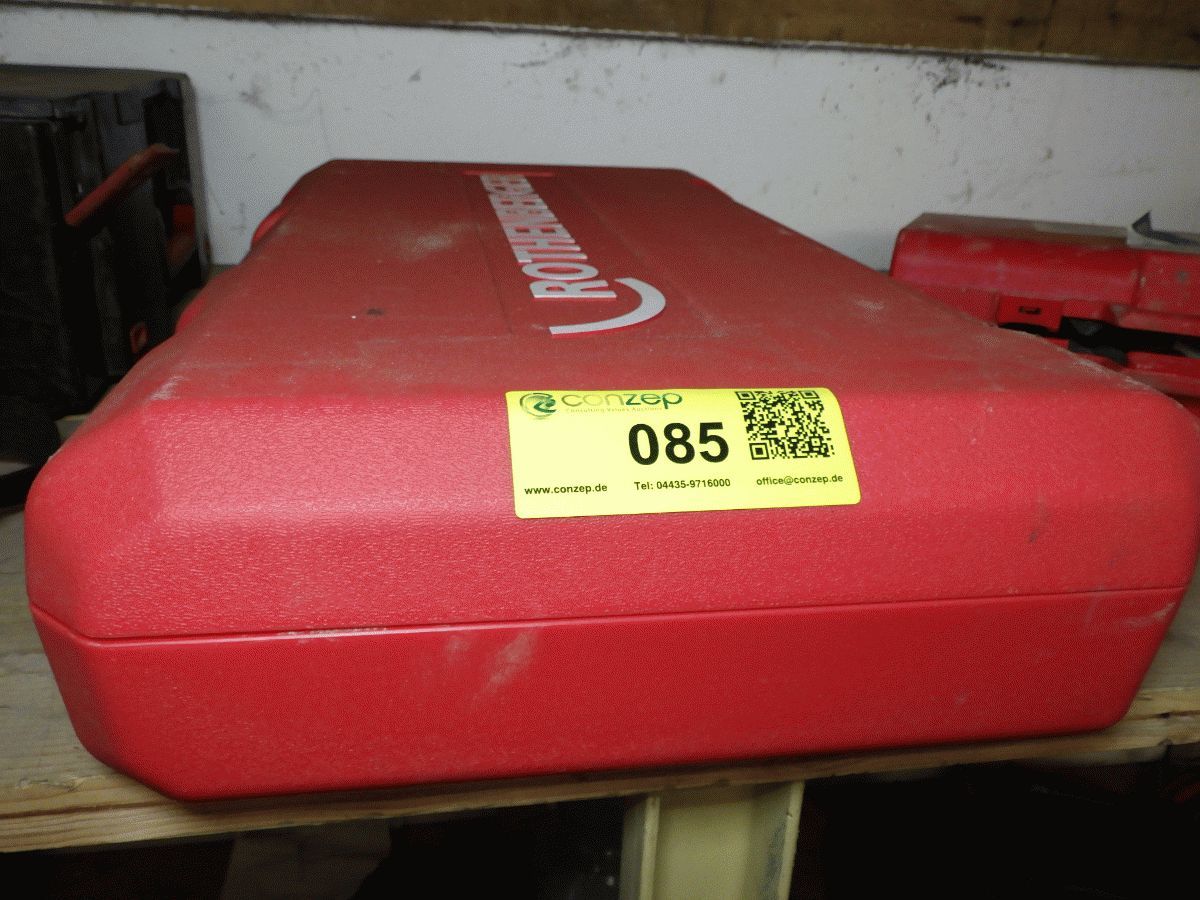 ROTHENBERGER
conzep
Consulting Values Auctions
085
www.conzep.de Tel: 04435-9716000 office@conzep.de